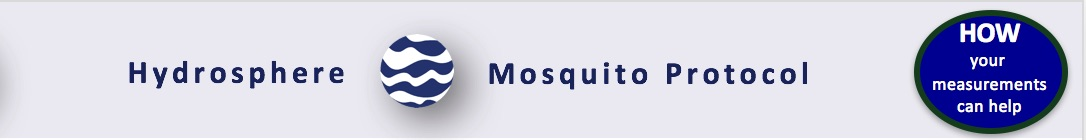 Hydrosphere Mosquito Protocol
HOW
your
measurements
can help